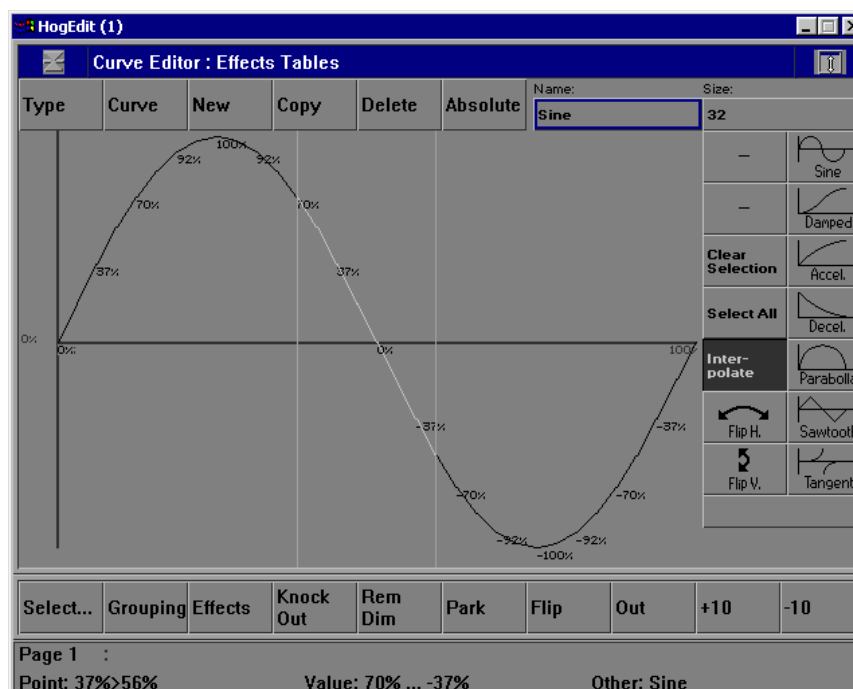 HogEdit (1)
Curve Editor : Effects Tables
Type Curve New Copy Delete Absolute
Name: Size:
Sine 32
Sine
Damped
Clear Selection
Accel.
Select All
Decel.
Inter-polate
Parabolla
Flip H.
Sawtooth
Flip V.
Tangent
100%
92% 92%
70% 70%
37% 37%
0% 0% 0% 100%
-37% -37%
-70% -70%
-92% -92%
-100%
Select... Grouping Effects Knock Out Rem Dim Park Flip Out +10 -10
Page 1 :
Point: 37%>56% Value: 70% ... -37% Other: Sine